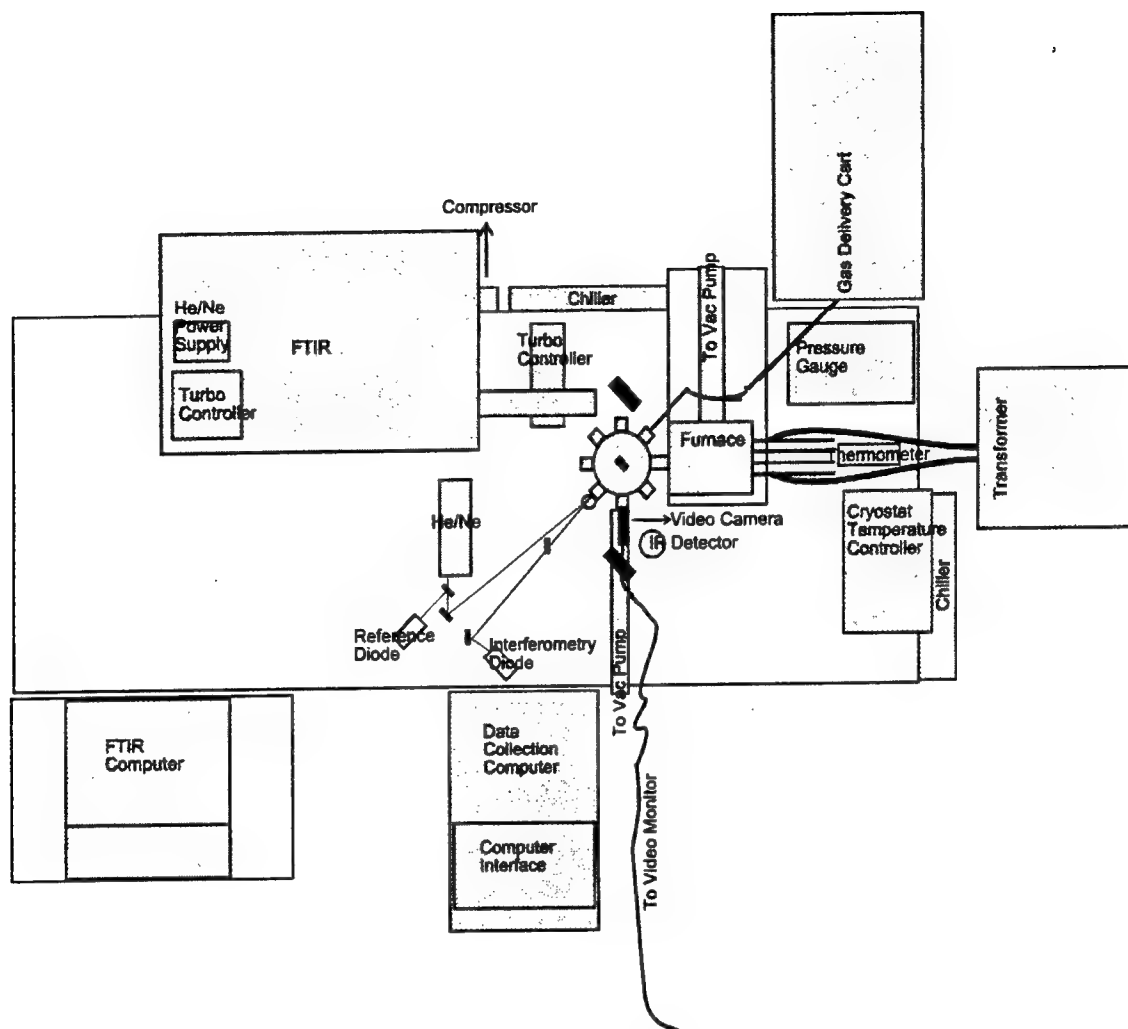 Compressor
Gas Delivery Cart
To Vac Pump
Chiller
He/Ne
Power
Supply
FTIR
Turbo
Controller
Pressure
Gauge
Turbo
Controller
Furnace
Thermometer
Transformer
He/Ne
Video Camera
IR Detector
Cryostat
Temperature
Controller
Chiller
Reference
Diode
Interferometry
Diode
To Vac Pump
FTIR
Computer
Data
Collection
Computer
Computer
Interface
To Video Monitor